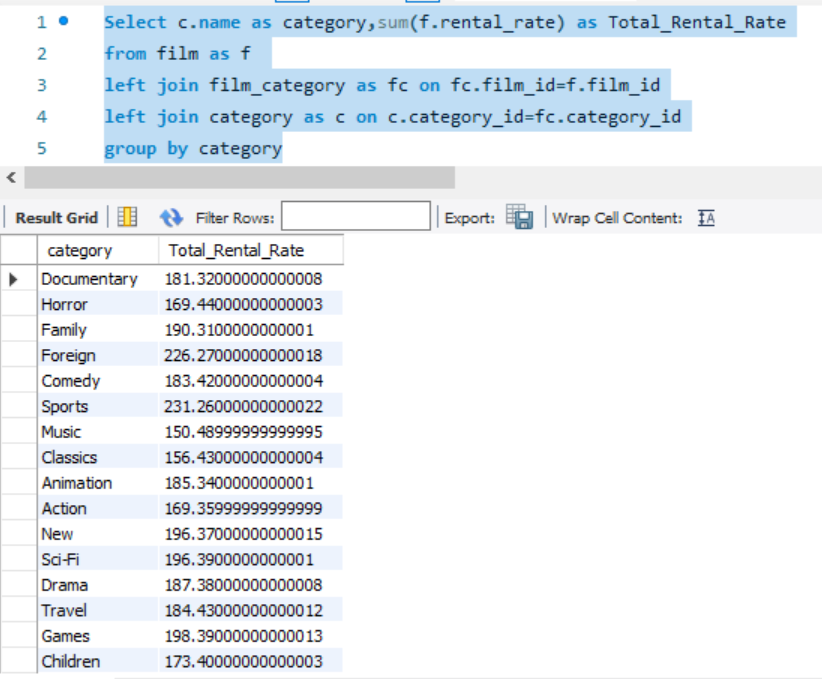 1 Select c.name as category,sum(f.rental_rate) as Total_Rental_Rate
2 from film as f
3 left join film_category as fc on fc.film_id=f.film_id
4 left join category as c on c.category_id=fc.category_id
5 group by category
Result Grid Filter Rows: Export: Wrap Cell Content: IA
category Total_Rental_Rate
Documentary 181.32000000000008
Horror 169.44000000000003
Family 190.3100000000001
Foreign 226.27000000000018
Comedy 183.42000000000004
Sports 231.26000000000022
Music 150.48999999999995
Classics 156.43000000000004
Animation 185.3400000000001
Action 169.35999999999999
New 196.37000000000015
Sci-Fi 196.3900000000001
Drama 187.38000000000008
Travel 184.43000000000012
Games 198.39000000000013
Children 173.40000000000003